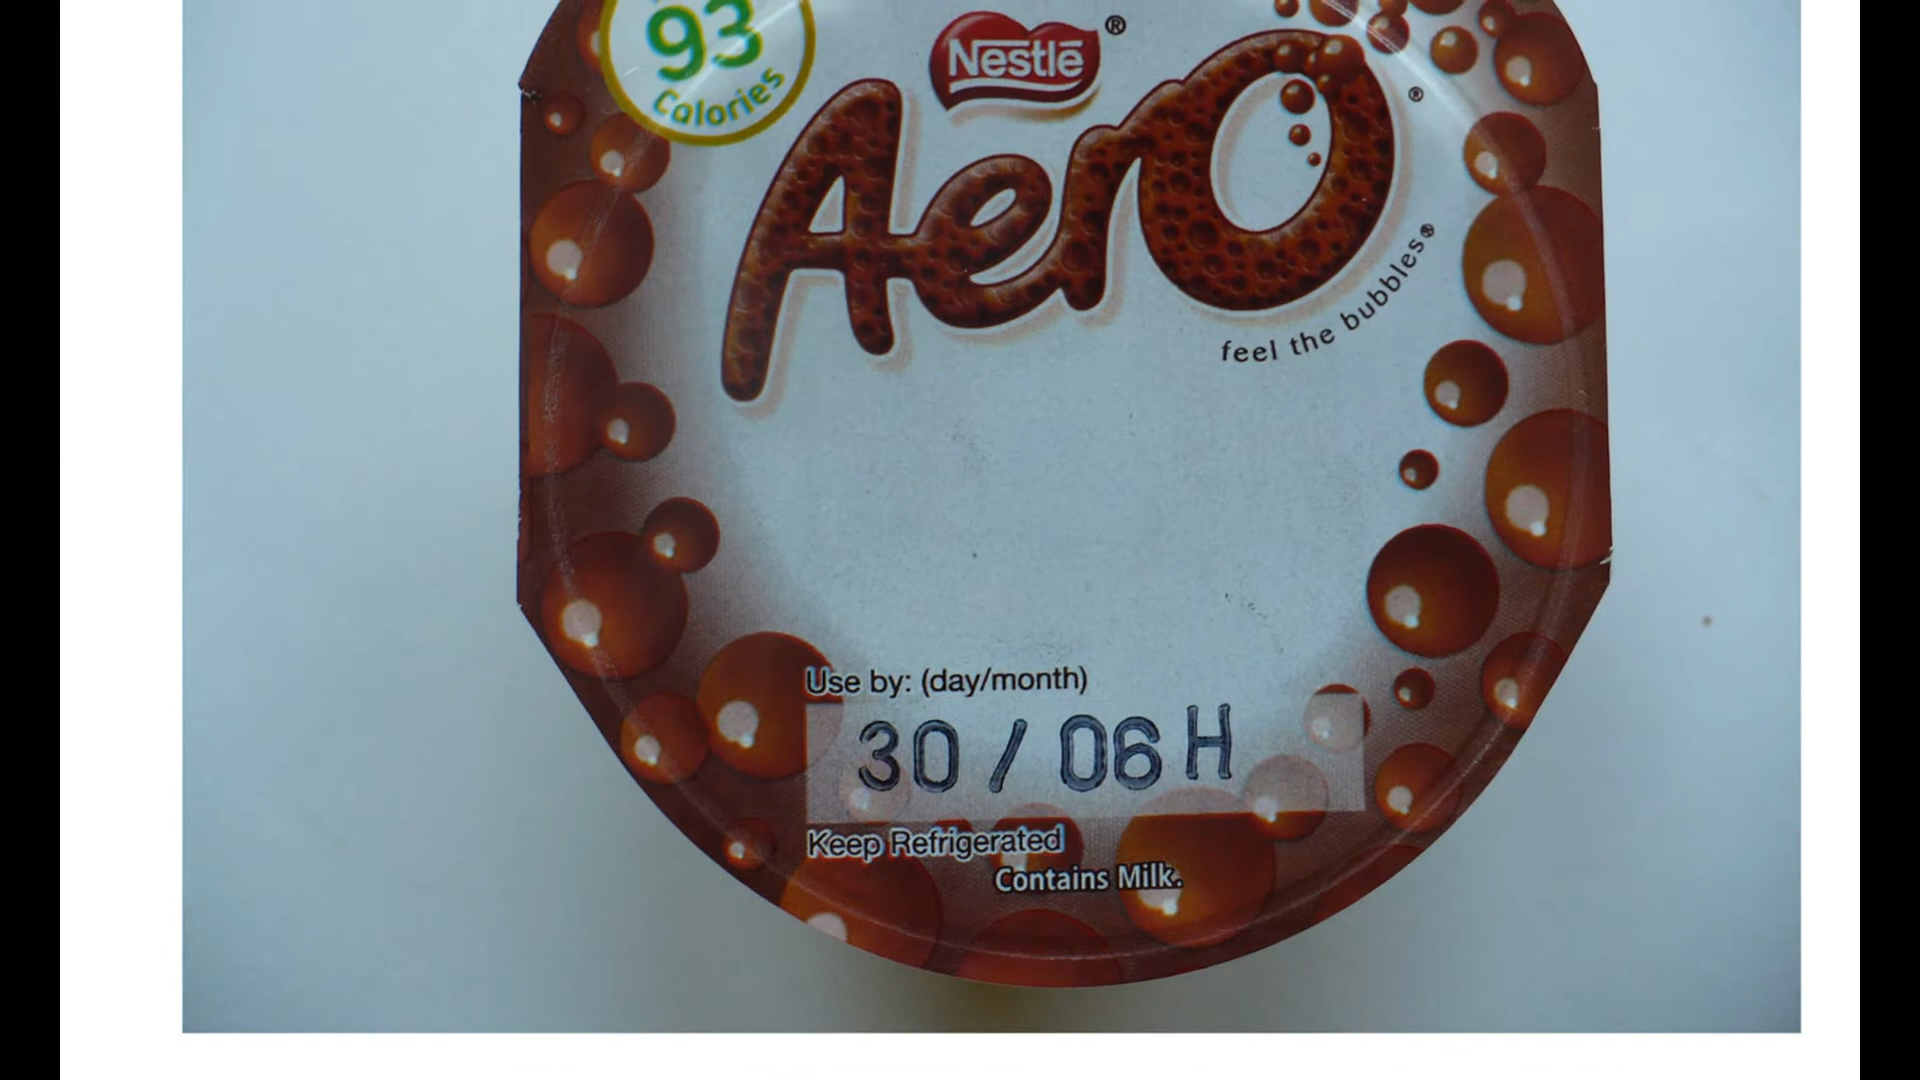 93
Calories
Nestlé ®
Aero ®
feel the bubbles®
Use by: (day/month)
30 / 06 H
Keep Refrigerated
Contains Milk.